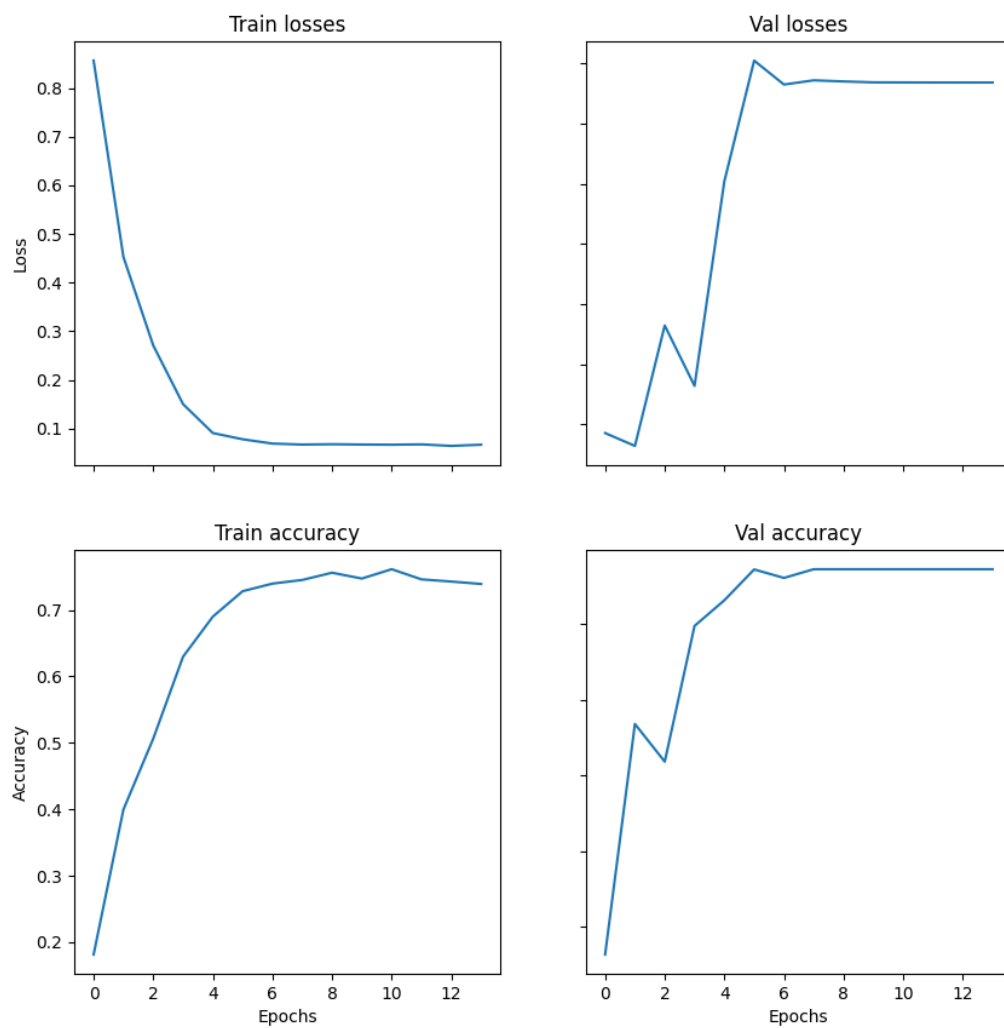 Train losses
Val losses
0.8
0.7
0.6
0.5
0.4
0.3
0.2
0.1
Loss
Train accuracy
Val accuracy
0.7
0.6
0.5
0.4
0.3
0.2
Accuracy
0 2 4 6 8 10 12
0 2 4 6 8 10 12
Epochs
Epochs